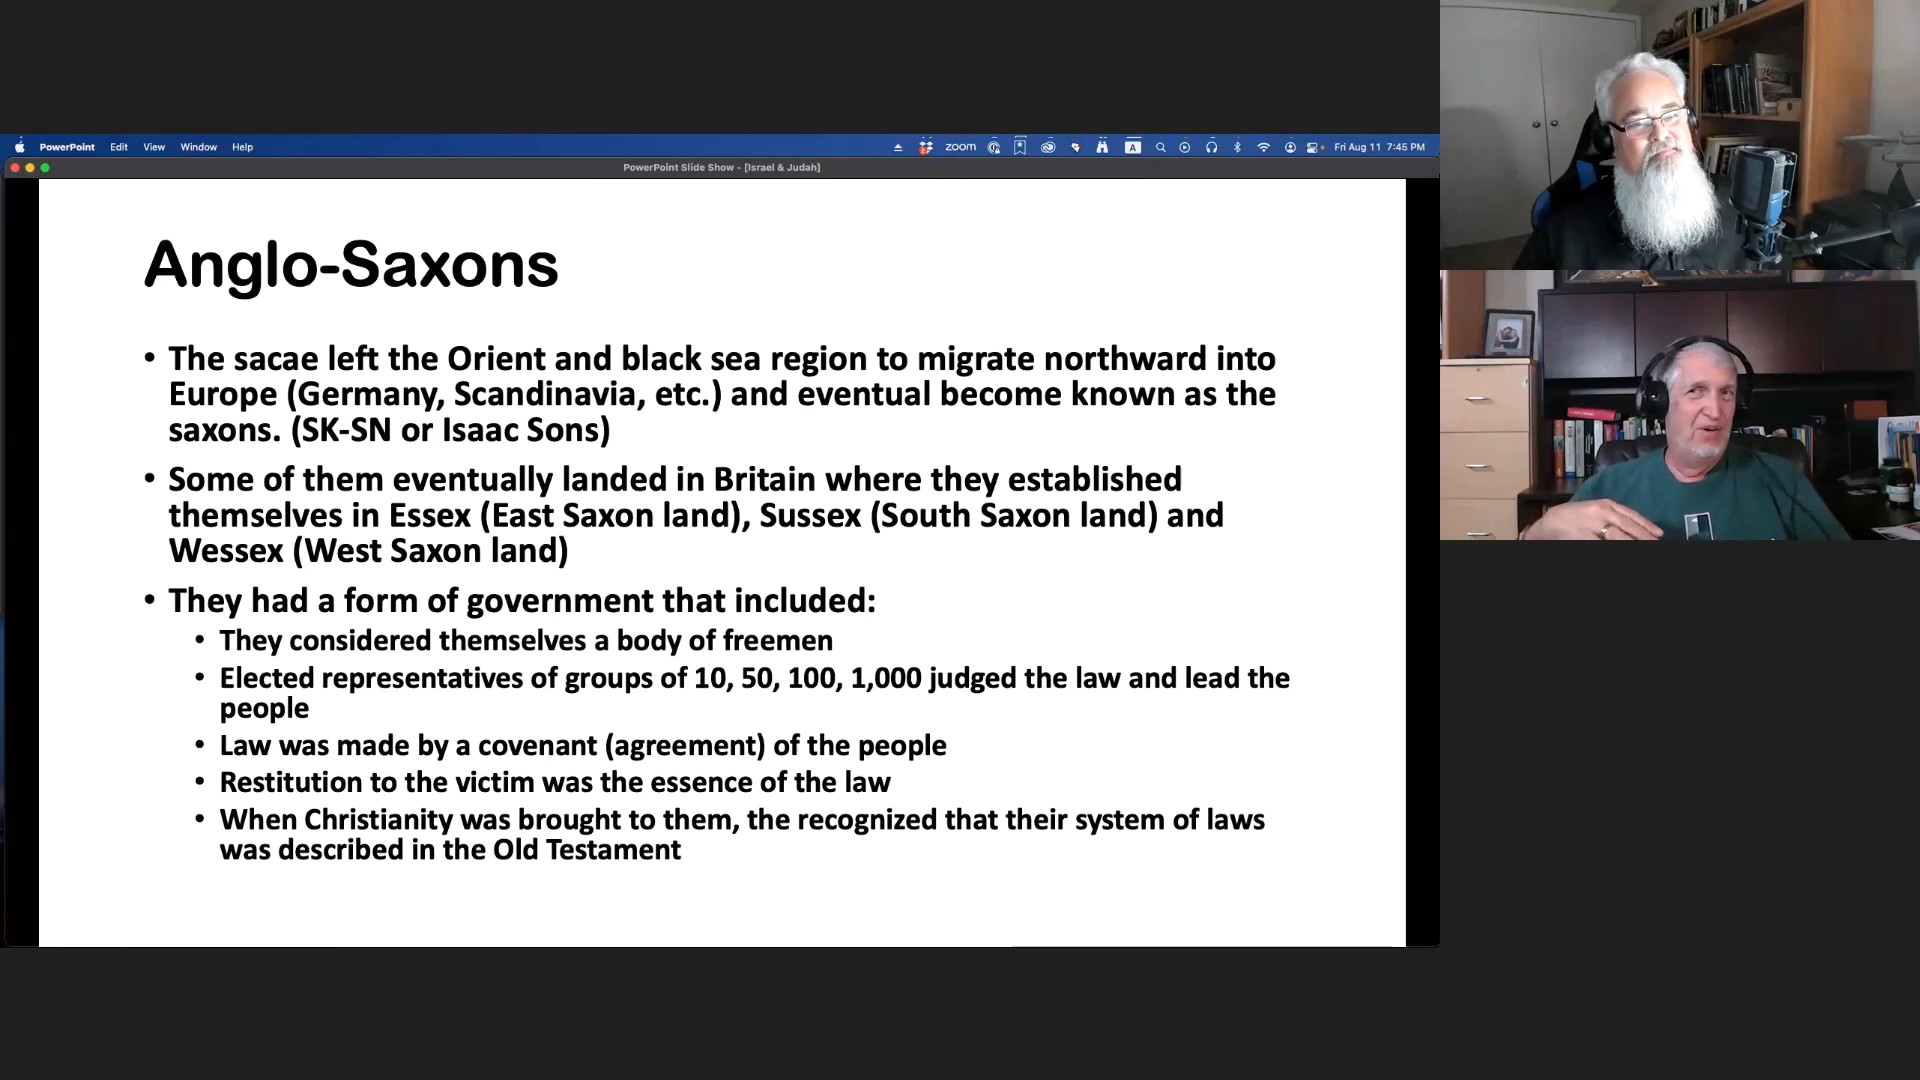 PowerPoint Edit View Window Help
zoom
A
Fri Aug 11 7:45 PM
PowerPoint Slide Show - [Israel & Judah]
Anglo-Saxons
• The sacae left the Orient and black sea region to migrate northward into
Europe (Germany, Scandinavia, etc.) and eventual become known as the
saxons. (SK-SN or Isaac Sons)
• Some of them eventually landed in Britain where they established
themselves in Essex (East Saxon land), Sussex (South Saxon land) and
Wessex (West Saxon land)
• They had a form of government that included:
• They considered themselves a body of freemen
• Elected representatives of groups of 10, 50, 100, 1,000 judged the law and lead the
people
• Law was made by a covenant (agreement) of the people
• Restitution to the victim was the essence of the law
• When Christianity was brought to them, the recognized that their system of laws
was described in the Old Testament